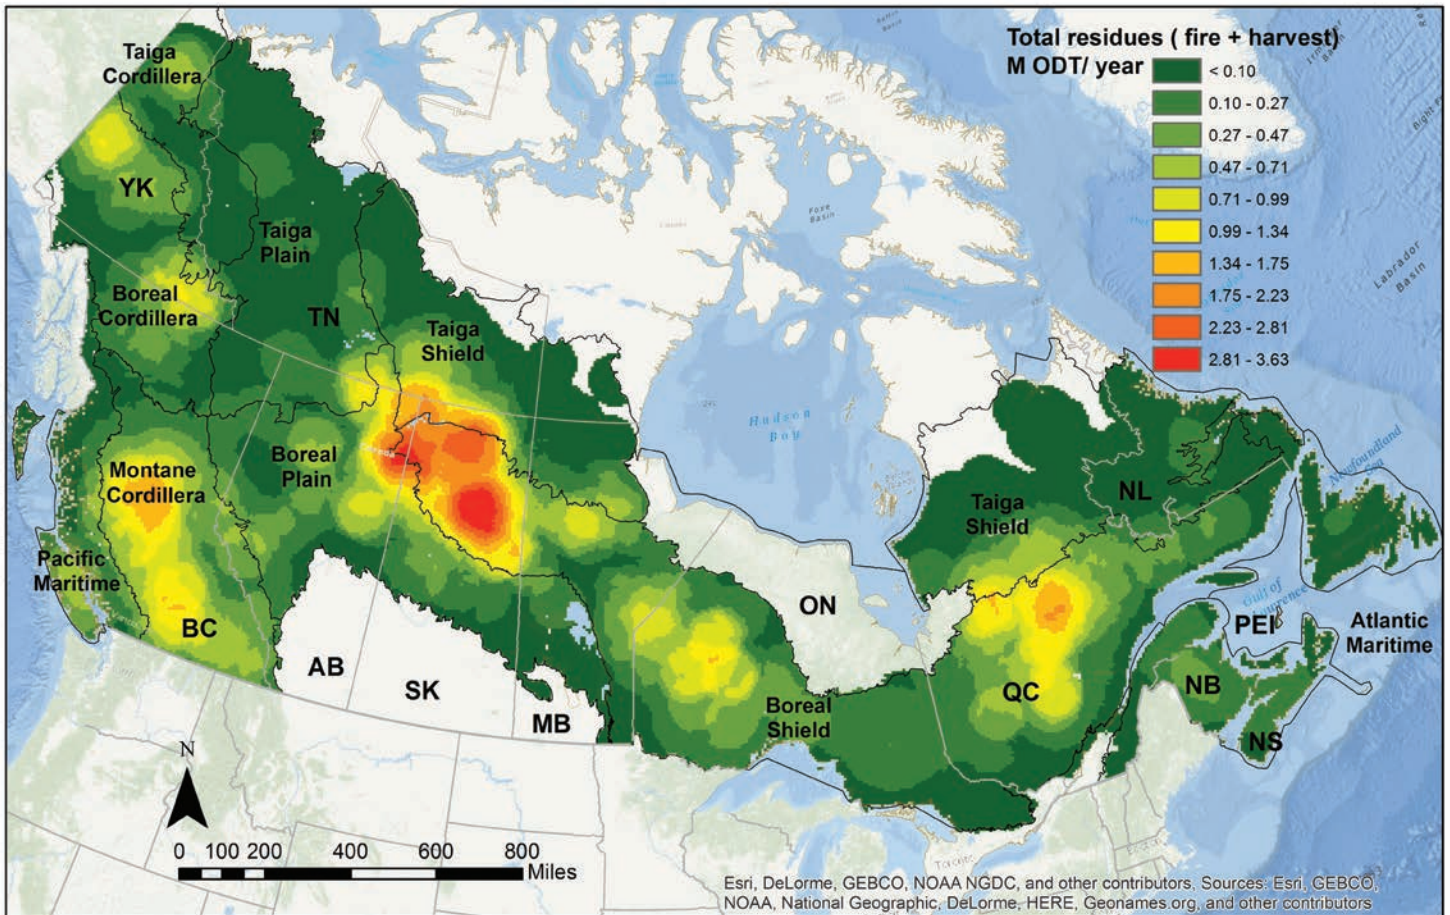 Total residues ( fire + harvest)
M ODT/ year
< 0.10
0.10 - 0.27
0.27 - 0.47
0.47 - 0.71
0.71 - 0.99
0.99 - 1.34
1.34 - 1.75
1.75 - 2.23
2.23 - 2.81
2.81 - 3.63
Taiga
Cordillera
YK
Taiga
Plain
Boreal
Cordillera
TN
Taiga
Shield
Foxe
Basin
Labrador
Basin
Hudson
Bay
Montane
Cordillera
Boreal
Plain
Taiga
Shield
NL
Newfoundland
Sea
Pacific
Maritime
BC
ON
Gulf of
PEI
Atlantic
Maritime
AB
SK
MB
Boreal
Shield
QC
NB
NS
N
0 100 200 400 600 800
Miles
Toronto
Esri, DeLorme, GEBCO, NOAA NGDC, and other contributors, Sources: Esri, GEBCO,
NOAA, National Geographic, DeLorme, HERE, Geonames.org, and other contributors